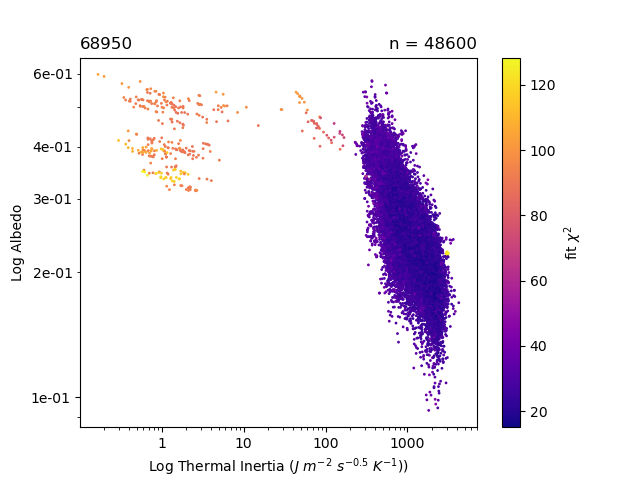 68950
n = 48600
6e-01
4e-01
3e-01
2e-01
1e-01
Log Albedo
1
10
100
1000
Log Thermal Inertia (J m⁻² s⁻⁰·⁵ K⁻¹))
120
100
80
60
40
20
fit χ²